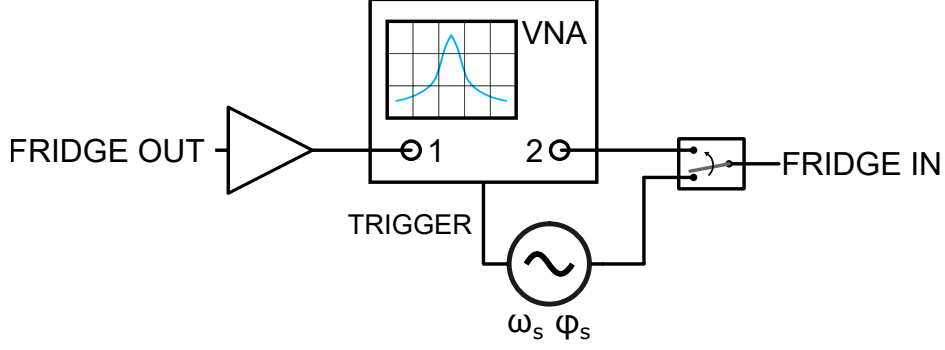 VNA
FRIDGE OUT
1
2
FRIDGE IN
TRIGGER
ωs φs